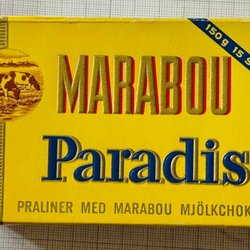 150g 15 S
MARABOU
Paradis
PRALINER MED MARABOU MJÖLKCHOK